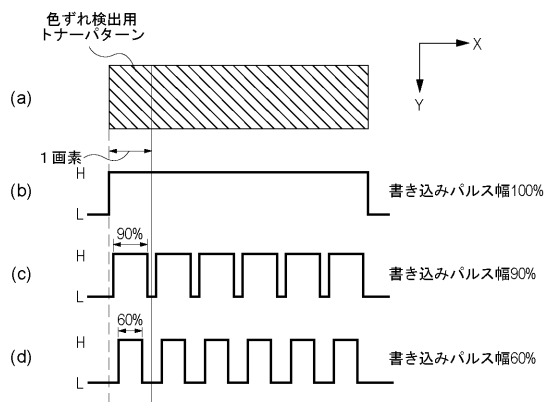 色ずれ検出用
トナーパターン
X
Y
(a)
1画素
H
L
(b)
書き込みパルス幅100%
90%
H
L
(c)
書き込みパルス幅90%
60%
H
L
(d)
書き込みパルス幅60%